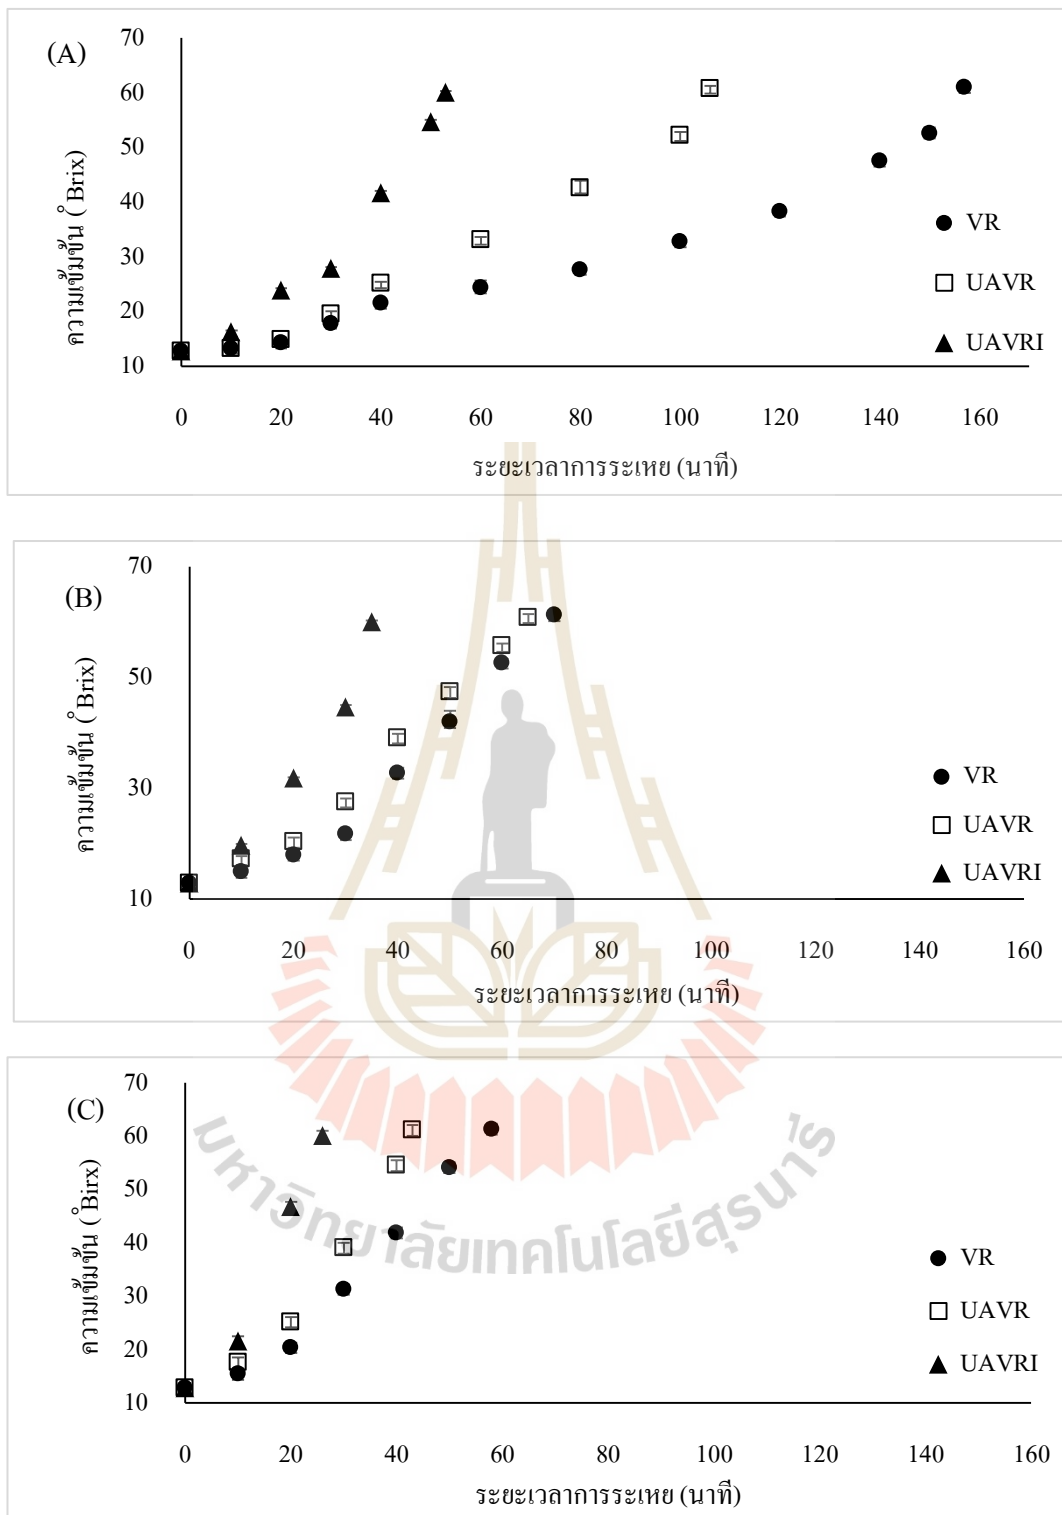 (A)
70
60
50
40
30
20
10
ความเข้มข้น (°Brix)
VR
UAVR
UAVRI
0 20 40 60 80 100 120 140 160
ระยะเวลาการระเหย (นาที)
(B)
70
50
30
10
ความเข้มข้น (°Brix)
VR
UAVR
UAVRI
0 20 40 60 80 100 120 140 160
ระยะเวลาการระเหย (นาที)
(C)
70
60
50
40
30
20
10
ความเข้มข้น (°Birx)
VR
UAVR
UAVRI
0 20 40 60 80 100 120 140 160
ระยะเวลาการระเหย (นาที)
มหาวิทยาลัยเทคโนโลยีสุรนารี